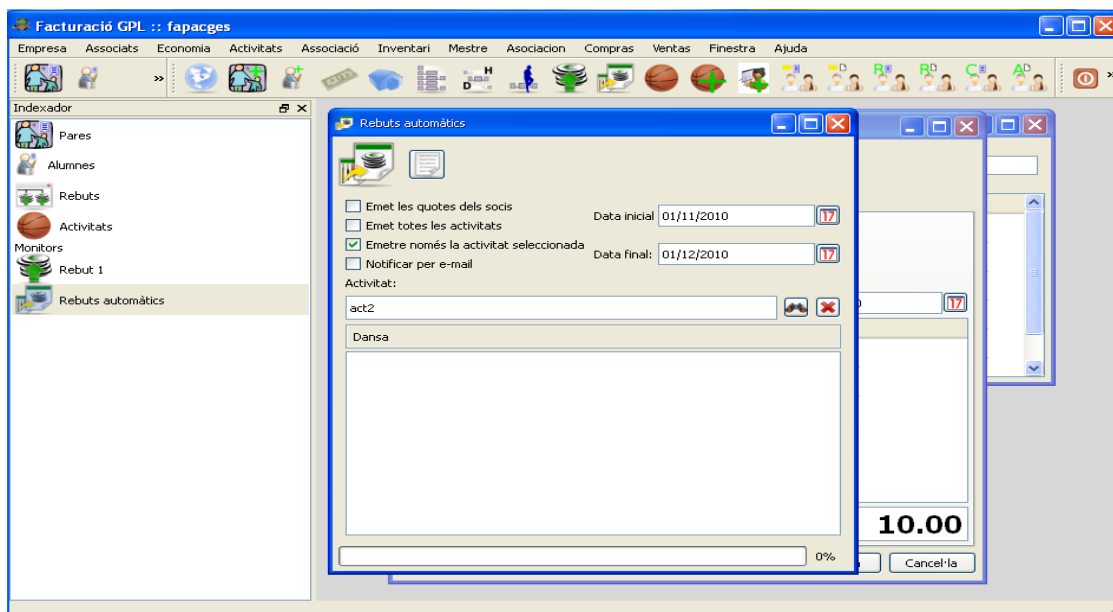 Facturació GPL :: fapacges
Empresa Associats Economia Activitats Associació Inventari Mestre Asociacion Compras Ventas Finestra Ajuda
» H D R R C A D D D »
Indexador
Pares
Alumnes
Rebuts
Activitats
Monitors
Rebut 1
Rebuts automàtics
Rebuts automàtics
Emet les quotes dels socis
Emet totes les activitats
Emetre només la activitat seleccionada
Notificar per e-mail
Data inicial 01/11/2010 17
Data final: 01/12/2010 17
Activitat:
act2
Dansa
0%
17
10.00
Cancel·la